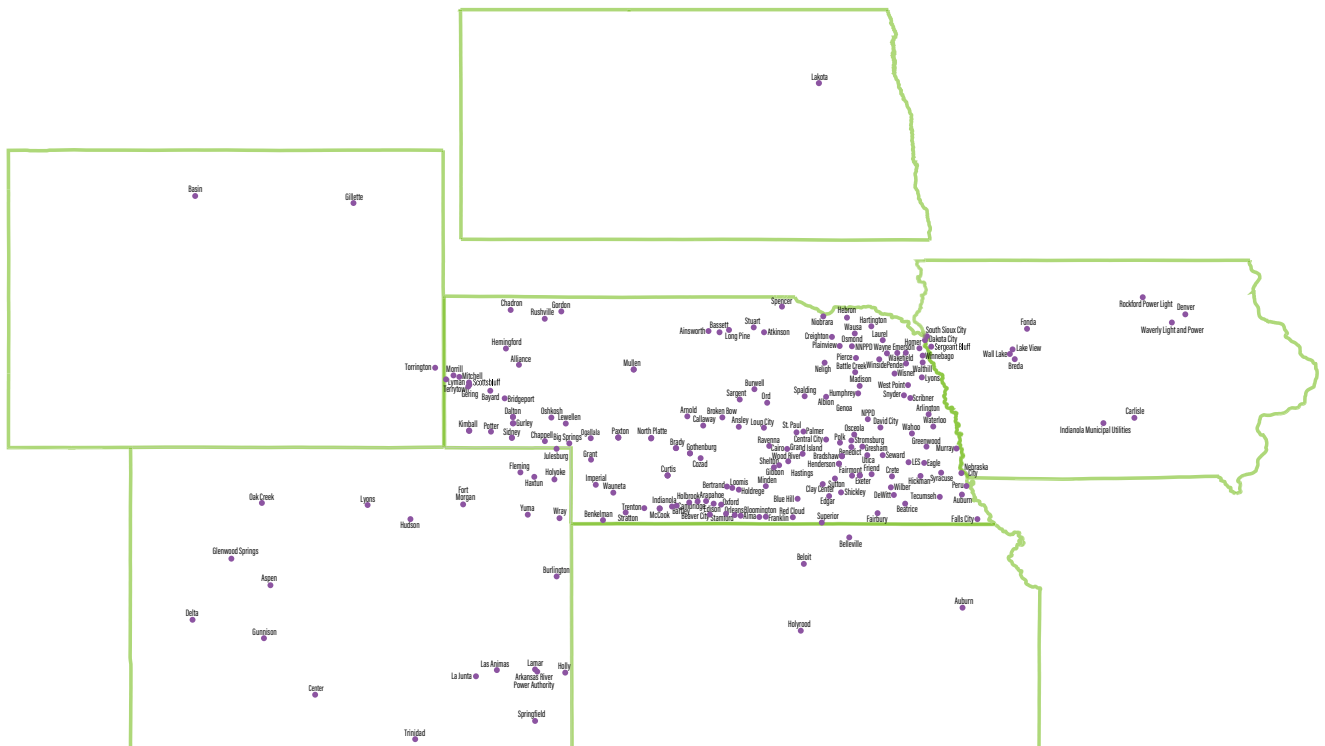 Lakota
Basin
Gillette
Torrington
Chadron
Rushville
Gordon
Hemingford
Alliance
Morrill
Mitchell
Lyman
Scottsbluff
Terrytown
Gering
Bayard
Bridgeport
Kimball
Potter
Dalton
Gurley
Sidney
Oshkosh
Lewellen
Chappell
Big Springs
Ogallala
Paxton
North Platte
Mullen
Ainsworth
Bassett
Long Pine
Stuart
Atkinson
Spencer
Niobrara
Creighton
Plainview
Hebron
Wausa
Osmond
Hartington
Laurel
NNPPD
Wayne
Emerson
Homer
South Sioux City
Dakota City
Sergeant Bluff
Winnebago
Walthill
Lyons
Wakefield
Pender
Winside
Pierce
Battle Creek
Neligh
Madison
Wisner
West Point
Snyder
Scribner
Humphrey
Albion
Genoa
Spalding
Burwell
Sargent
Ord
Arnold
Callaway
Broken Bow
Ansley
Loup City
St. Paul
Palmer
Central City
Ravenna
Cairo
Grand Island
Wood River
Shelton
Gibbon
Hastings
NPPD
David City
Osceola
Stromsburg
Polk
Benedict
Gresham
Bradshaw
Utica
Seward
Henderson
Fairmont
Friend
Exeter
Crete
Arlington
Waterloo
Wahoo
Greenwood
Murray
LES
Eagle
Nebraska
City
Syracuse
Hickman
Peru
Auburn
Tecumseh
Wilber
DeWitt
Beatrice
Falls City
Fairbury
Sutton
Clay Center
Shickley
Edgar
Superior
Blue Hill
Red Cloud
Minden
Brady
Gothenburg
Cozad
Curtis
Grant
Imperial
Wauneta
Benkelman
Trenton
Stratton
McCook
Indianola
Bartley
Cambridge
Holbrook
Arapahoe
Edison
Oxford
Beaver City
Stamford
Orleans
Alma
Bloomington
Franklin
Bertrand
Loomis
Holdrege
Julesburg
Fleming
Haxtun
Holyoke
Oak Creek
Lyons
Fort
Morgan
Hudson
Yuma
Wray
Glenwood Springs
Aspen
Delta
Gunnison
Burlington
Center
La Junta
Las Animas
Lamar
Arkansas River
Power Authority
Holly
Springfield
Trinidad
Belleville
Beloit
Holyrood
Auburn
Rockford Power Light
Denver
Waverly Light and Power
Fonda
Wall Lake
Lake View
Breda
Carlisle
Indianola Municipal Utilities